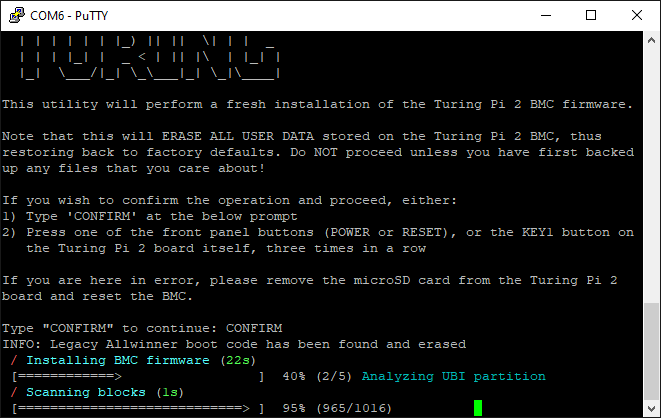 COM6 - PuTTY
TURING
This utility will perform a fresh installation of the Turing Pi 2 BMC firmware.
Note that this will ERASE ALL USER DATA stored on the Turing Pi 2 BMC, thus
restoring back to factory defaults. Do NOT proceed unless you have first backed
up any files that you care about!
If you wish to confirm the operation and proceed, either:
1) Type 'CONFIRM' at the below prompt
2) Press one of the front panel buttons (POWER or RESET), or the KEY1 button on
the Turing Pi 2 board itself, three times in a row
If you are here in error, please remove the microSD card from the Turing Pi 2
board and reset the BMC.
Type "CONFIRM" to continue: CONFIRM
INFO: Legacy Allwinner boot code has been found and erased
/ Installing BMC firmware (22s)
[============>                  ]  40% (2/5) Analyzing UBI partition
/ Scanning blocks (1s)
[============================> ]  95% (965/1016)